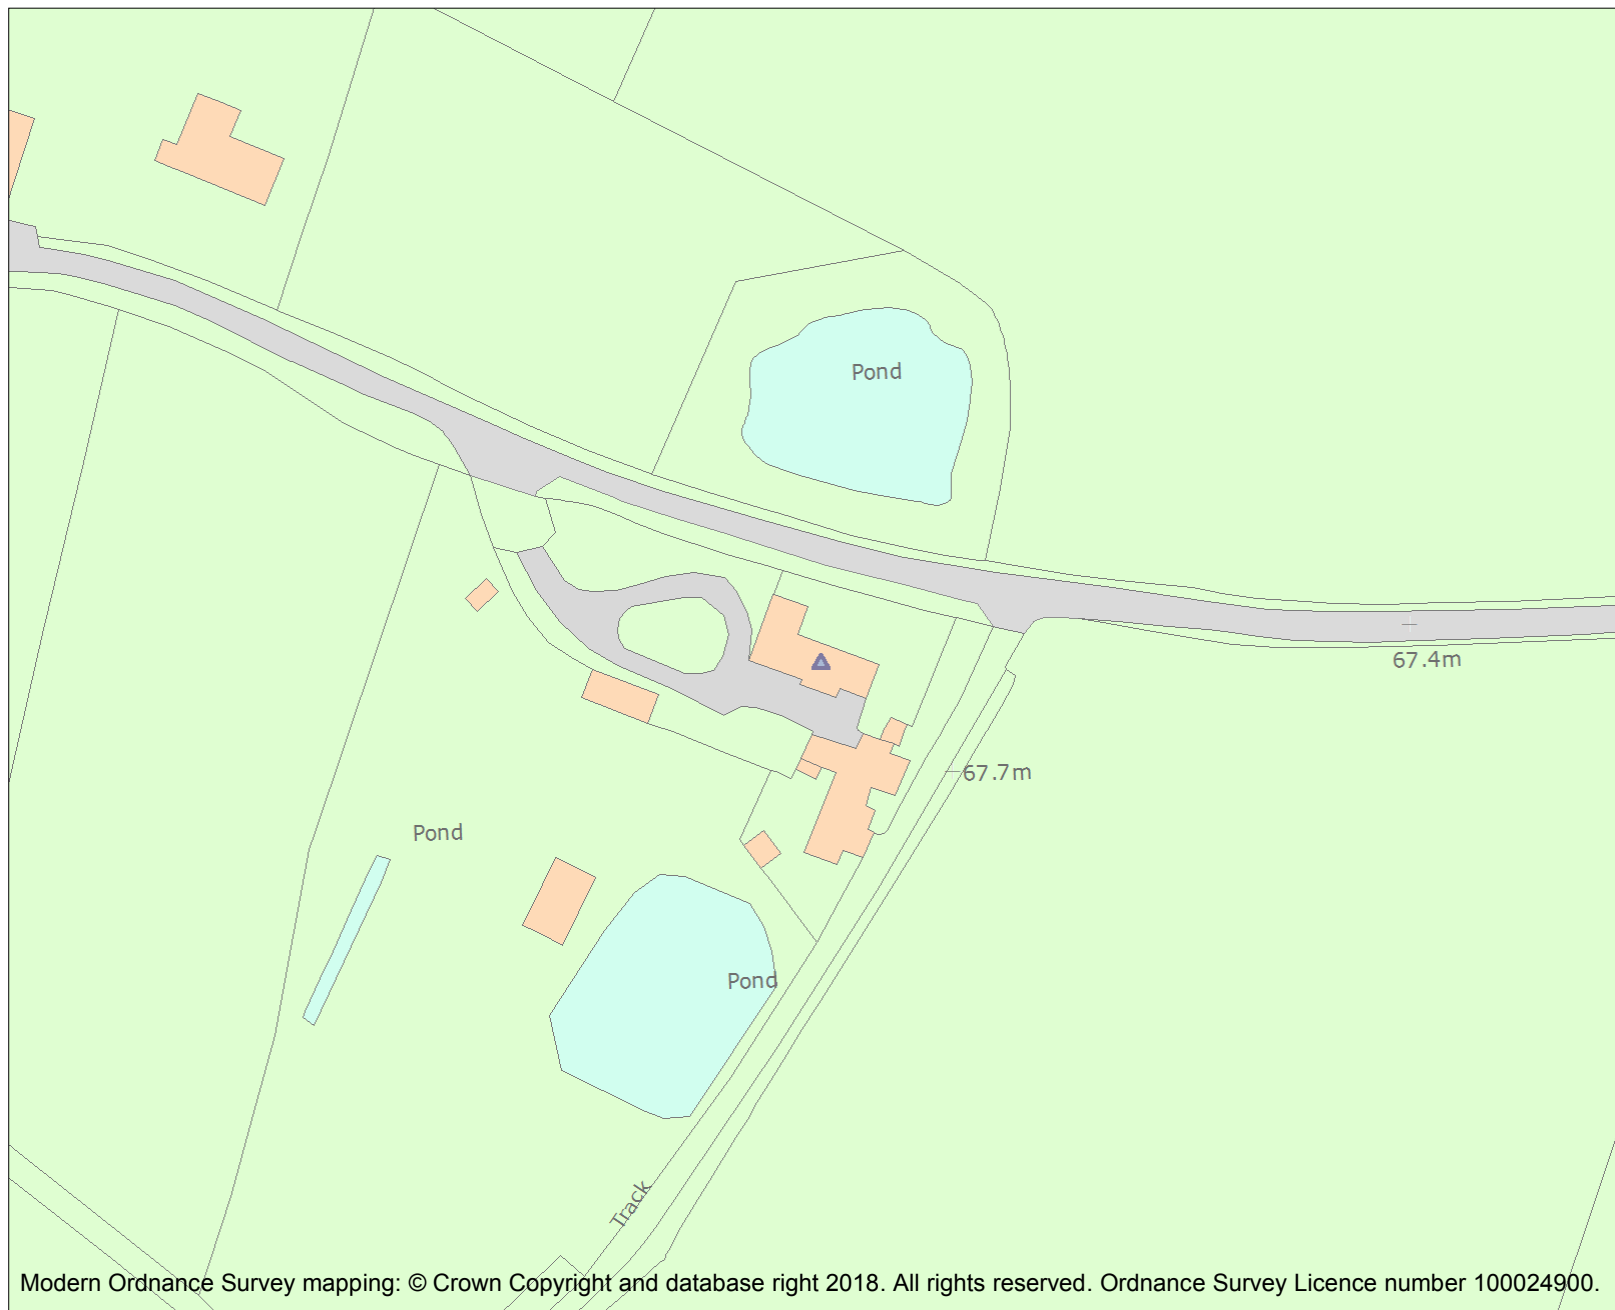 Pond
67.4m
67.7m
Pond
Pond
Track
Modern Ordnance Survey mapping: © Crown Copyright and database right 2018. All rights reserved. Ordnance Survey Licence number 100024900.